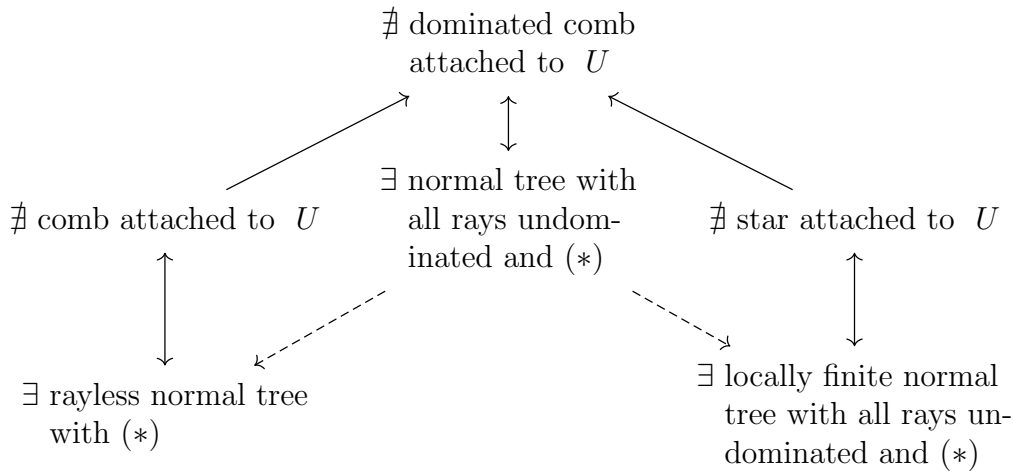 ∄ dominated comb
attached to U
∃ normal tree with
all rays undom-
inated and (∗)
∄ comb attached to U
∄ star attached to U
∃ rayless normal tree
with (∗)
∃ locally finite normal
tree with all rays un-
dominated and (∗)